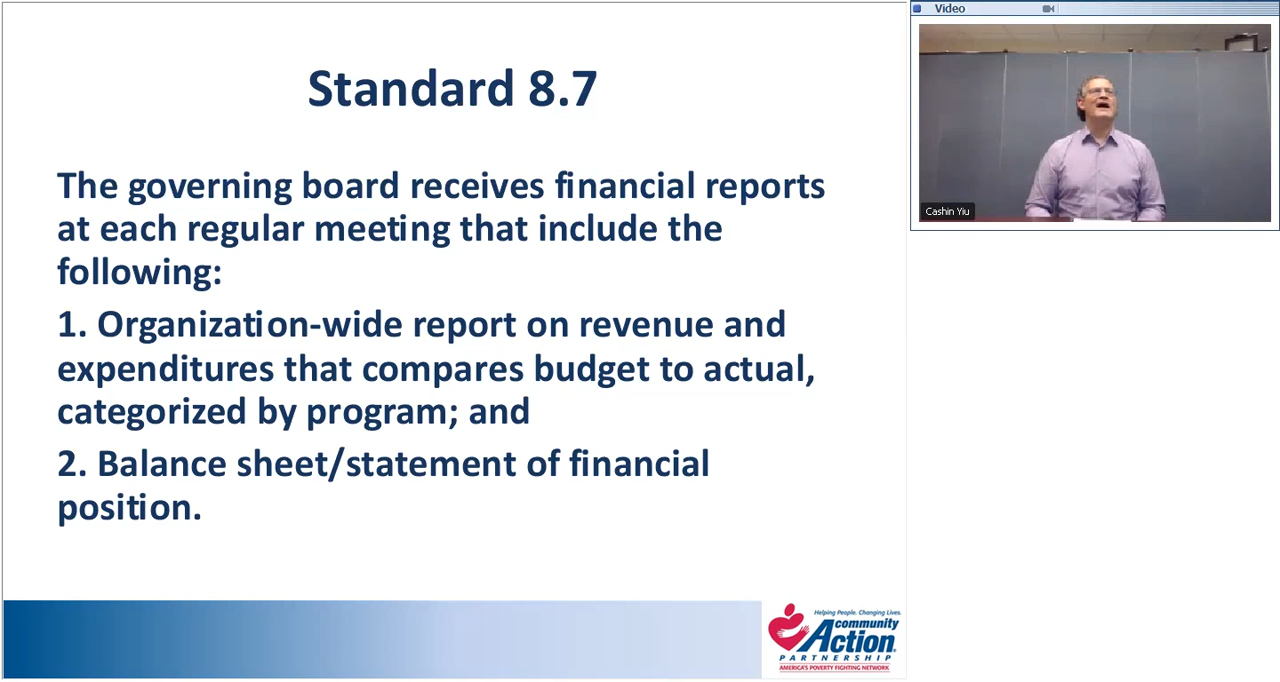 Standard 8.7
The governing board receives financial reports
at each regular meeting that include the
following:
1. Organization-wide report on revenue and
expenditures that compares budget to actual,
categorized by program; and
2. Balance sheet/statement of financial
position.
Helping People. Changing Lives.
community
Action
PARTNERSHIP
AMERICA'S POVERTY FIGHTING NETWORK
Video
Cashin Yiu